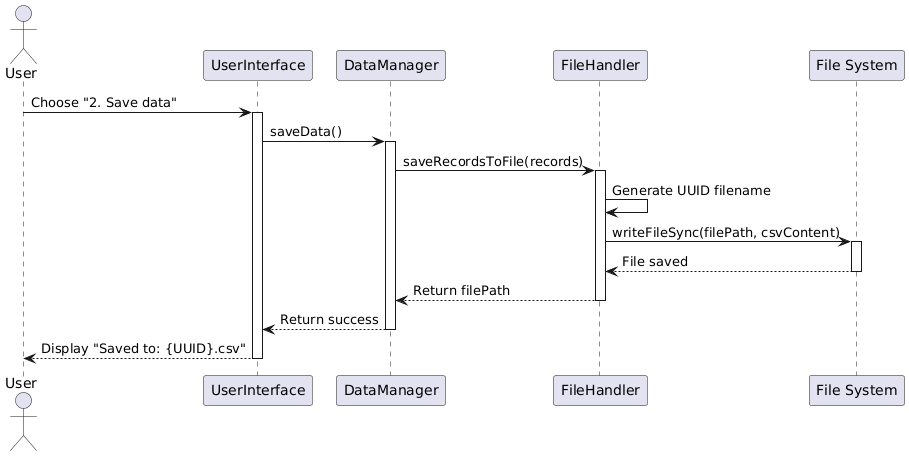 User
UserInterface
DataManager
FileHandler
File System
Choose "2. Save data"
saveData()
saveRecordsToFile(records)
Generate UUID filename
writeFileSync(filePath, csvContent)
File saved
Return filePath
Return success
Display "Saved to: {UUID}.csv"
User
UserInterface
DataManager
FileHandler
File System